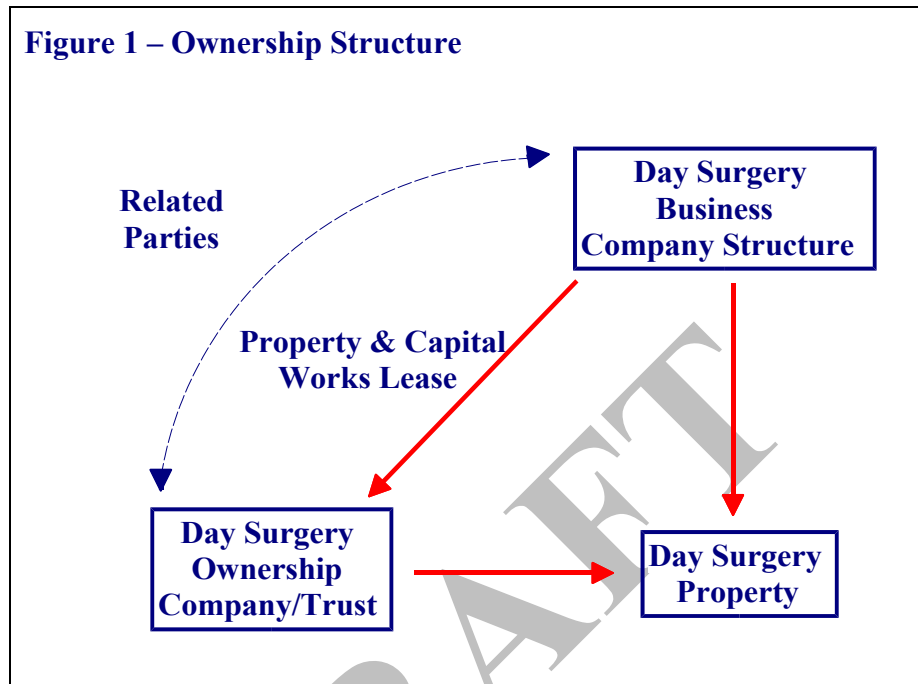 Figure 1 – Ownership Structure
Day Surgery
Business
Company Structure
Related
Parties
Property & Capital
Works Lease
Day Surgery
Ownership
Company/Trust
Day Surgery
Property
DRAFT